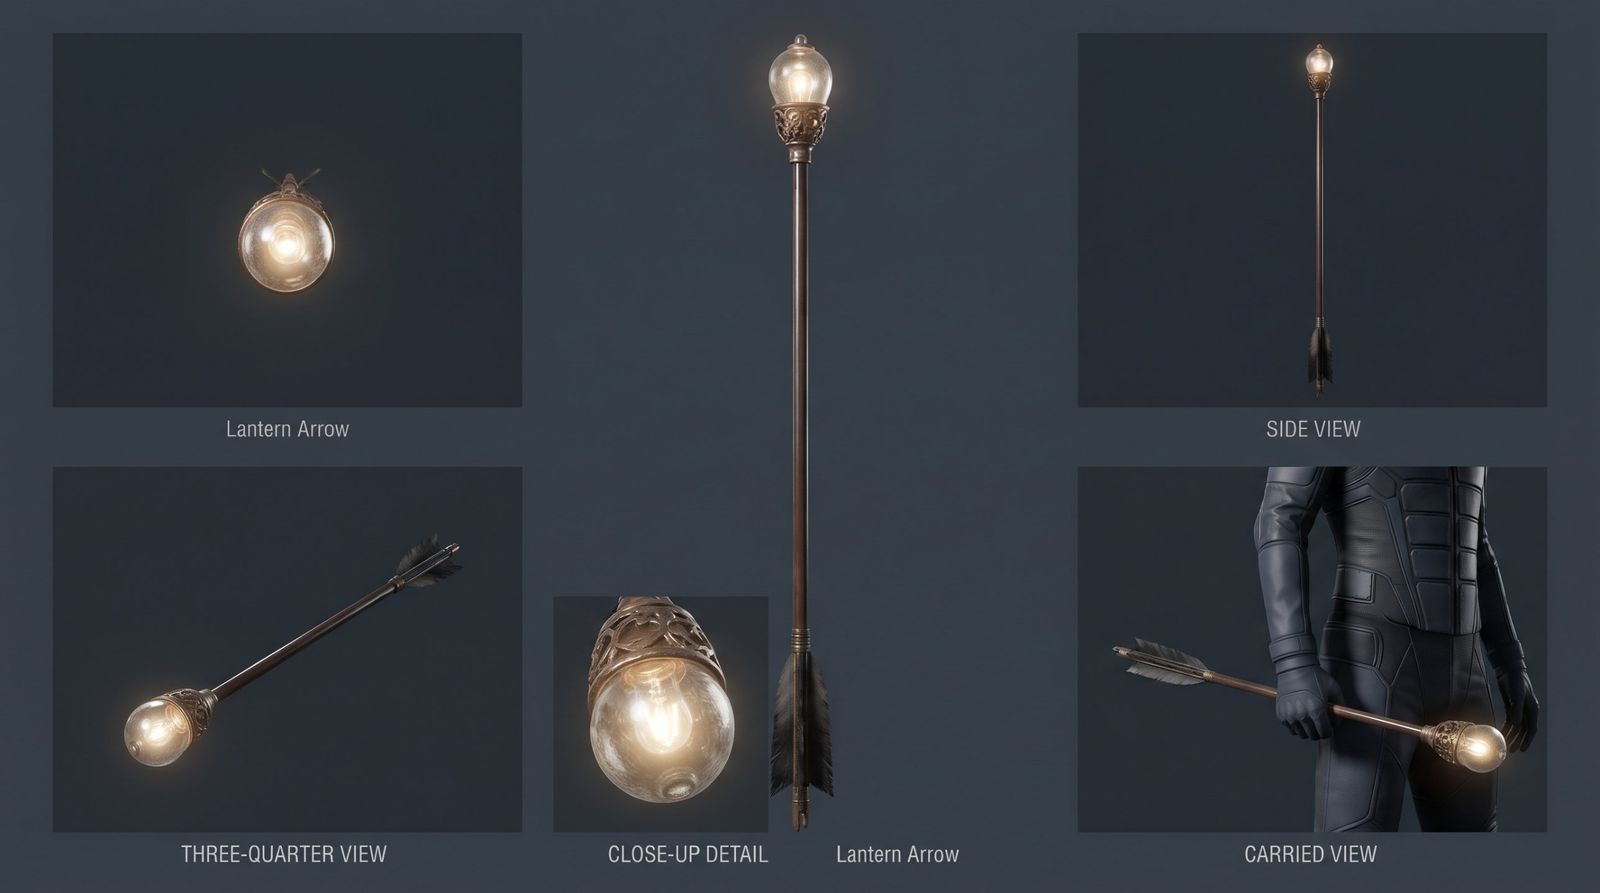 Lantern Arrow
SIDE VIEW
THREE-QUARTER VIEW
CLOSE-UP DETAIL
Lantern Arrow
CARRIED VIEW